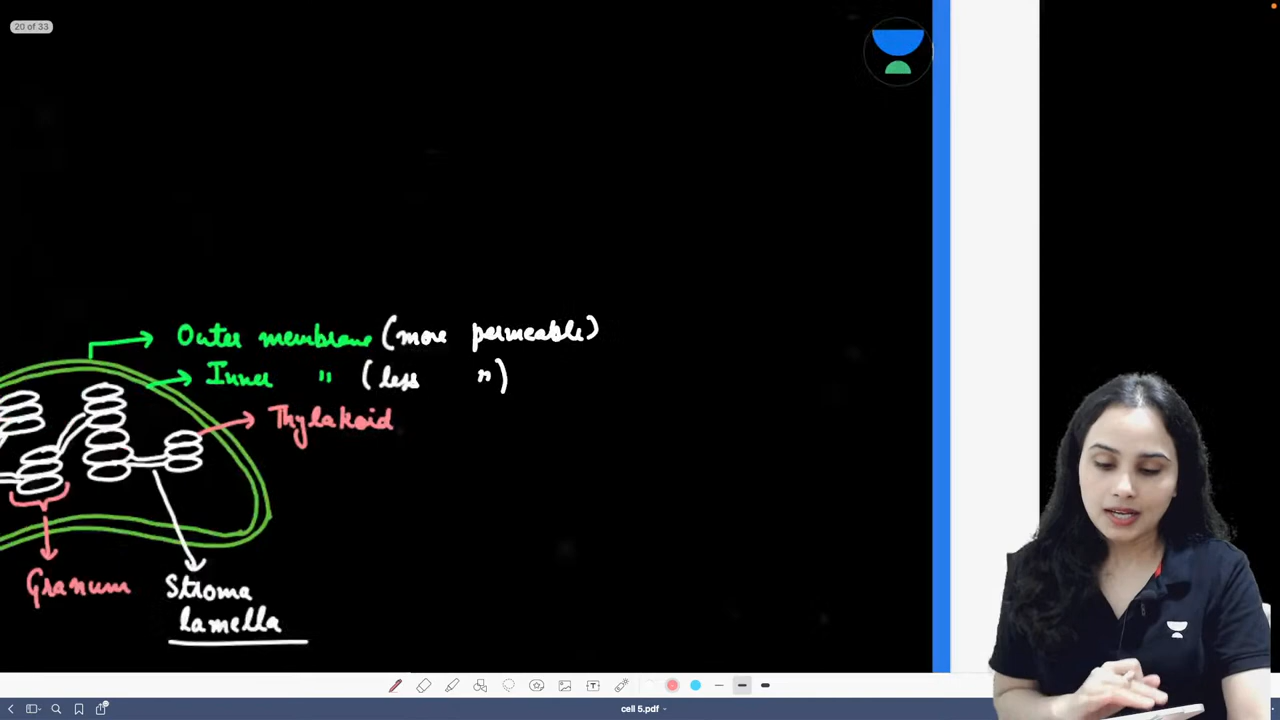 20 of 33
Outer membrane (more permeable)
Inner " (less ")
Thylakoid
Granum
Stroma
lamella
cell 5.pdf